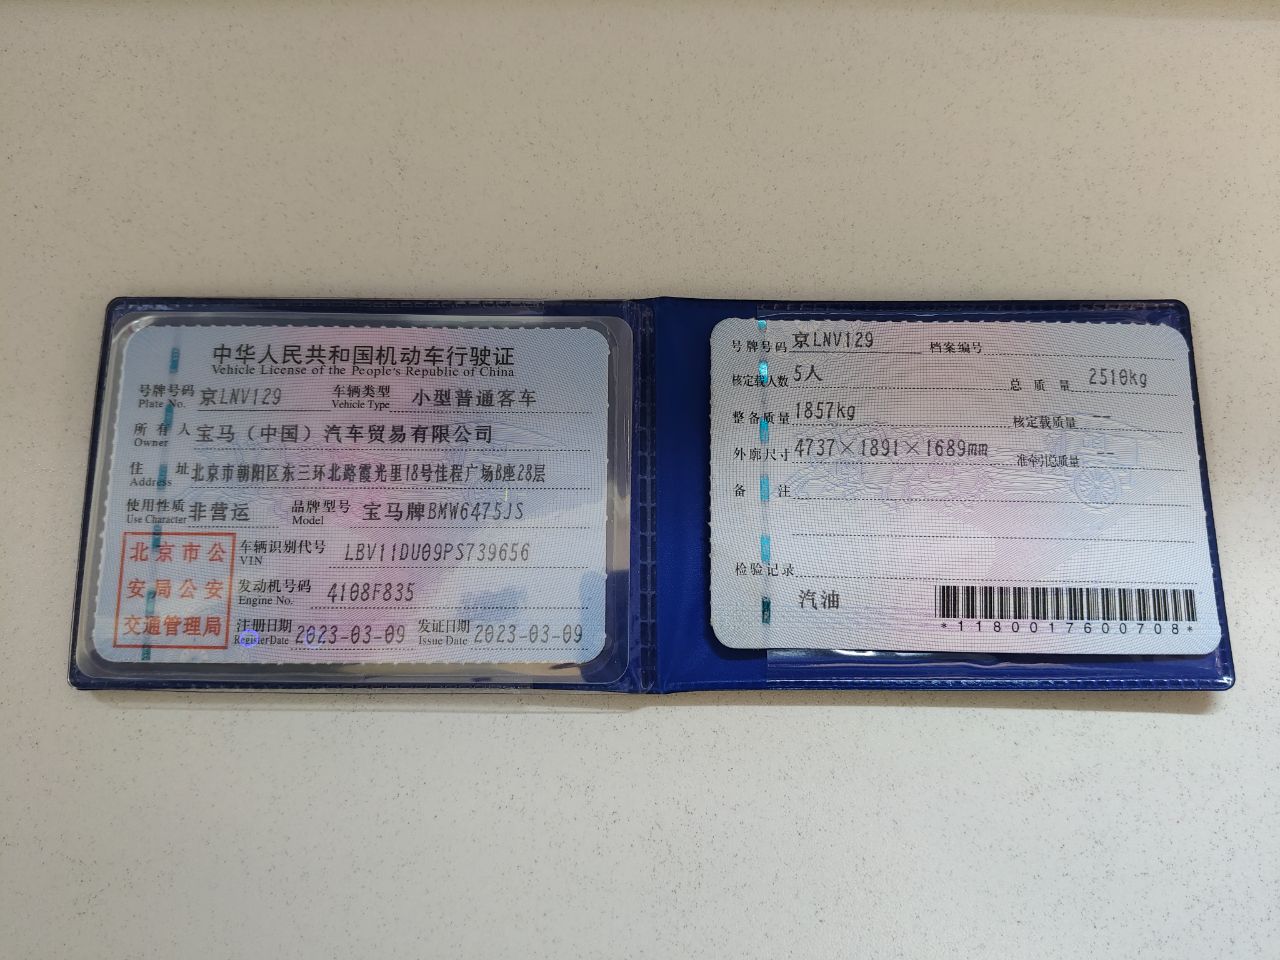 中华人民共和国机动车行驶证
Vehicle License of the People's Republic of China
号牌号码 京LNV129 车辆类型 小型普通客车
Plate No. Vehicle Type
所有人 宝马（中国）汽车贸易有限公司
Owner
住址 北京市朝阳区东三环北路霞光里18号佳程广场B座28层
Address
使用性质 非营运 品牌型号 宝马牌BMW6475JS
Use Character Model
北京市公
安局公安
交通管理局
车辆识别代号 LBV11DU09PS739656
VIN
发动机号码 4108F835
Engine No.
注册日期 2023-03-09 发证日期 2023-03-09
Register Date Issue Date
号牌号码 京LNV129 档案编号
核定载人数 5人 总质量 2510kg
整备质量 1857kg 核定载质量 --
外廓尺寸 4737×1891×1689mm 准牵引总质量 --
备注
检验记录
汽油
*1180017600708*